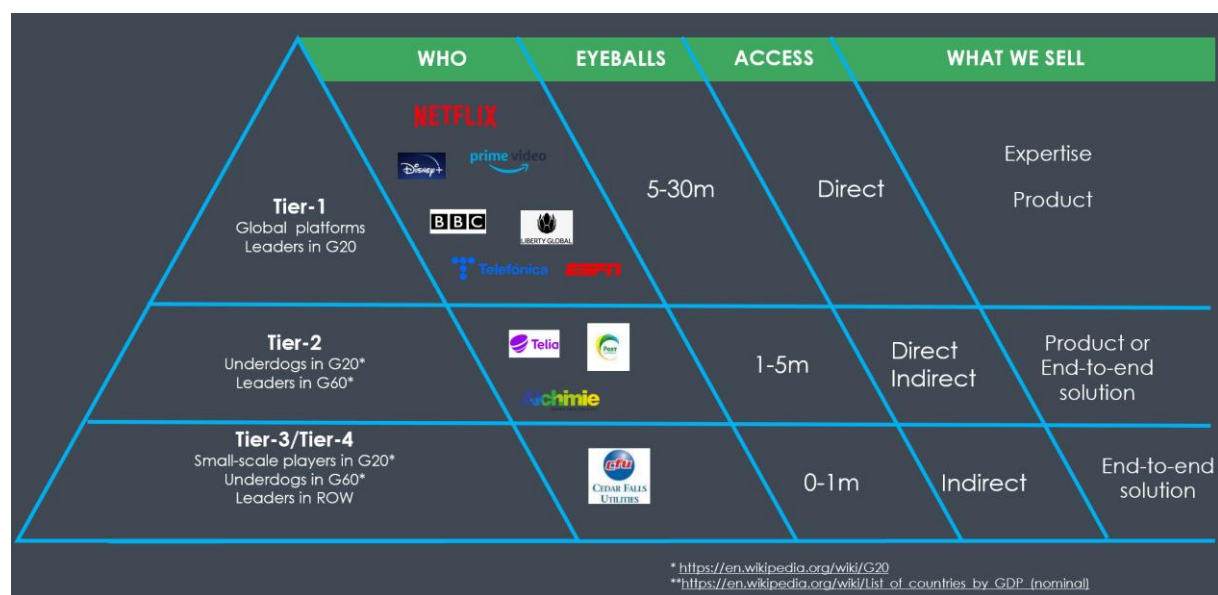 WHO EYEBALLS ACCESS WHAT WE SELL
Tier-1
Global platforms
Leaders in G20
NETFLIX
Disney+
prime video
BBC
LIBERTY GLOBAL
Telefónica
ESPN
5-30m
Direct
Expertise
Product
Tier-2
Underdogs in G20*
Leaders in G60*
Telia
Post
Alchimie
1-5m
Direct
Indirect
Product or
End-to-end
solution
Tier-3/Tier-4
Small-scale players in G20*
Underdogs in G60*
Leaders in ROW
cfu
CEDAR FALLS
UTILITIES
0-1m
Indirect
End-to-end
solution
* https://en.wikipedia.org/wiki/G20
**https://en.wikipedia.org/wiki/List_of_countries_by_GDP_(nominal)